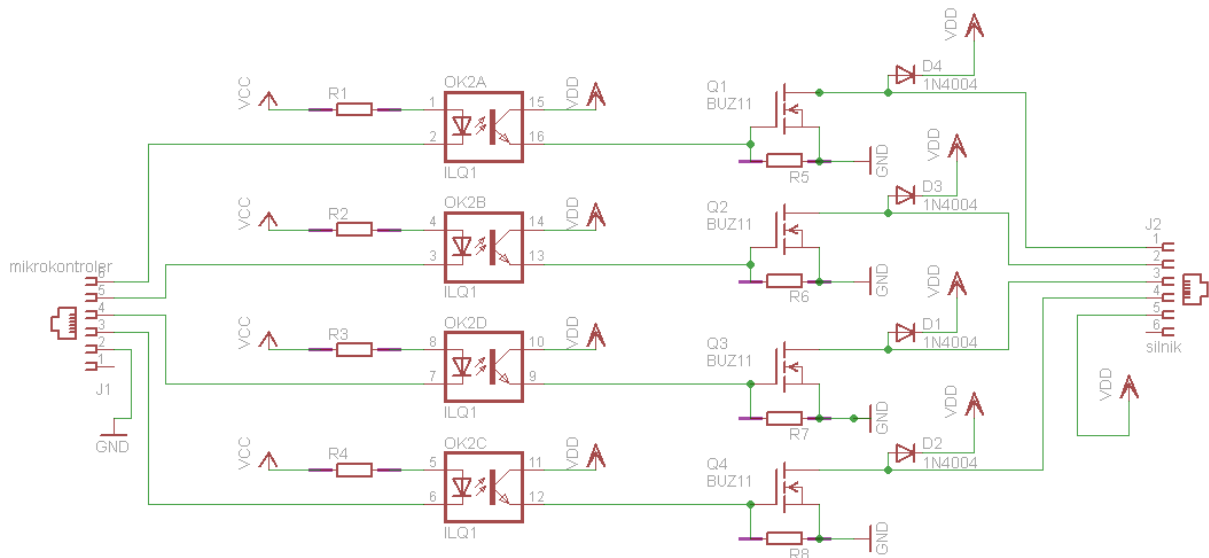 VDD
D4
1N4004
OK2A
VCC
R1
1
2
15
16
VDD
ILQ1
Q1
BUZ11
R5
GND
VDD
D3
1N4004
OK2B
VCC
R2
4
3
14
13
VDD
ILQ1
Q2
BUZ11
R6
GND
mikrokontroler
6
5
4
3
2
1
J1
GND
J2
1
2
3
4
5
6
silnik
VDD
VDD
D1
1N4004
OK2D
VCC
R3
8
7
10
9
VDD
ILQ1
Q3
BUZ11
R7
GND
VDD
D2
1N4004
OK2C
VCC
R4
5
6
11
12
VDD
ILQ1
Q4
BUZ11
R8
GND